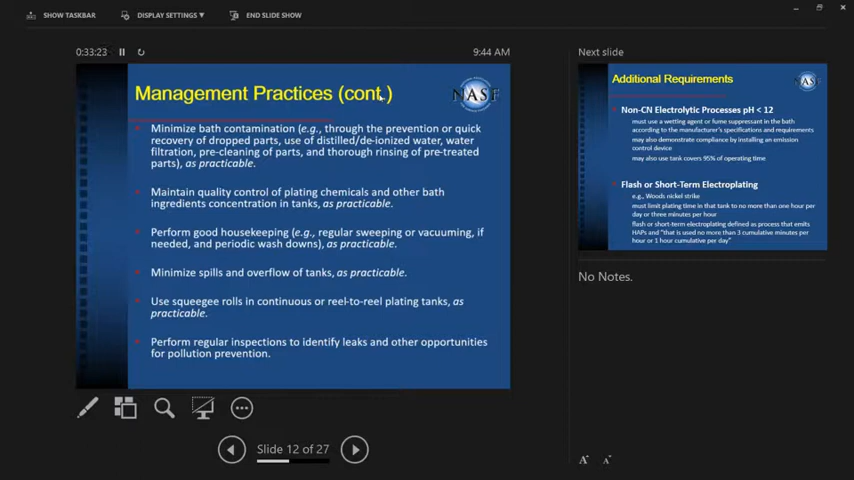 SHOW TASKBAR
DISPLAY SETTINGS ▼
END SLIDE SHOW
0:33:23
9:44 AM
Management Practices (cont.)
NASF
Minimize bath contamination (e.g., through the prevention or quick
recovery of dropped parts, use of distilled/de-ionized water, water
filtration, pre-cleaning of parts, and thorough rinsing of pre-treated
parts), as practicable.
Maintain quality control of plating chemicals and other bath
ingredients concentration in tanks, as practicable.
Perform good housekeeping (e.g., regular sweeping or vacuuming, if
needed, and periodic wash downs), as practicable.
Minimize spills and overflow of tanks, as practicable.
Use squeegee rolls in continuous or reel-to-reel plating tanks, as
practicable.
Perform regular inspections to identify leaks and other opportunities
for pollution prevention.
Slide 12 of 27
Next slide
Additional Requirements
NASF
Non-CN Electrolytic Processes pH < 12
must use a wetting agent or fume suppressant in the bath
according to the manufacturer's specifications and requirements
may also demonstrate compliance by installing an emission
control device
may also use tank covers 95% of operating time
Flash or Short-Term Electroplating
e.g., Woods nickel strike
must limit plating time in that tank to no more than one hour per
day or three minutes per hour
flash or short-term electroplating defined as process that emits
HAPs and "that is used no more than 3 cumulative minutes per
hour or 1 hour cumulative per day"
No Notes.
A
A